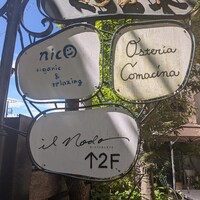 nico
organic &
relaxing
Osteria
Comacina
il Nodo
↑2F